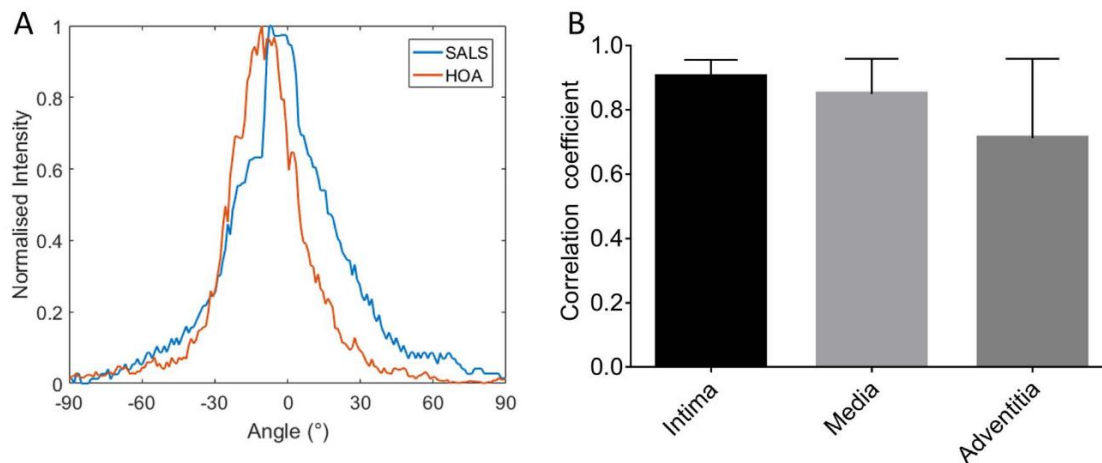 A
Normalised Intensity
1
0.8
0.6
0.4
0.2
0
-90 -60 -30 0 30 60 90
Angle (°)
SALS
HOA
B
Correlation coefficient
1.0
0.8
0.6
0.4
0.2
0.0
Intima
Media
Adventitia